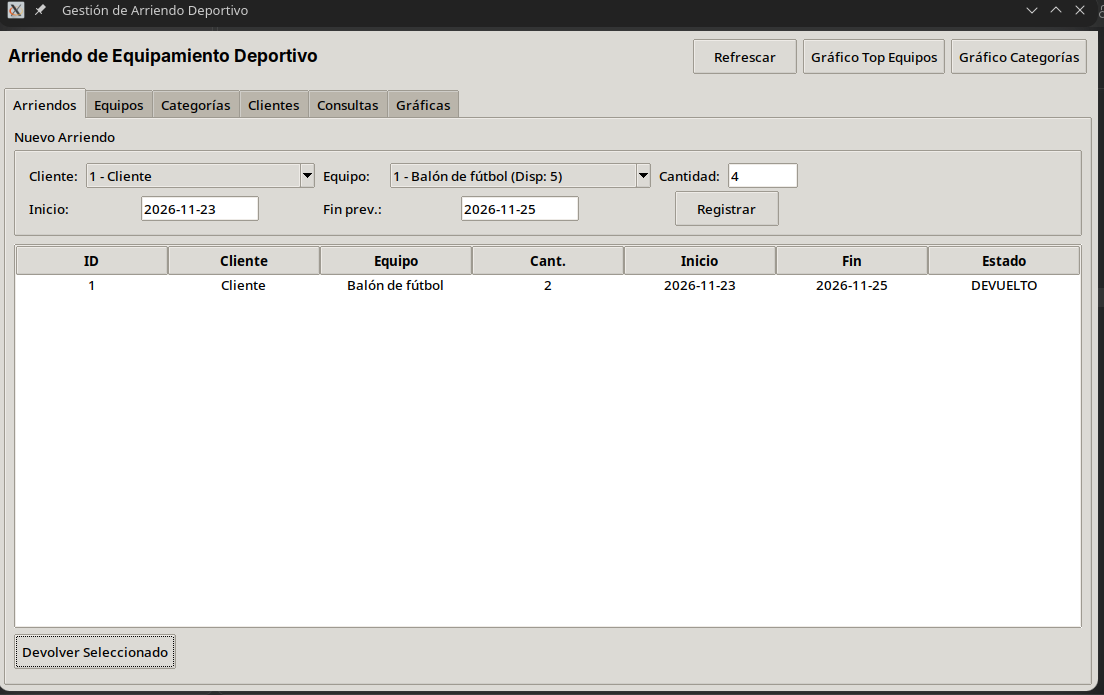 Gestión de Arriendo Deportivo
Arriendo de Equipamiento Deportivo
Refrescar Gráfico Top Equipos Gráfico Categorías
Arriendos Equipos Categorías Clientes Consultas Gráficas
Nuevo Arriendo
Cliente: 1 - Cliente Equipo: 1 - Balón de fútbol (Disp: 5) Cantidad: 4
Inicio: 2026-11-23 Fin prev.: 2026-11-25 Registrar
ID Cliente Equipo Cant. Inicio Fin Estado
1 Cliente Balón de fútbol 2 2026-11-23 2026-11-25 DEVUELTO
Devolver Seleccionado